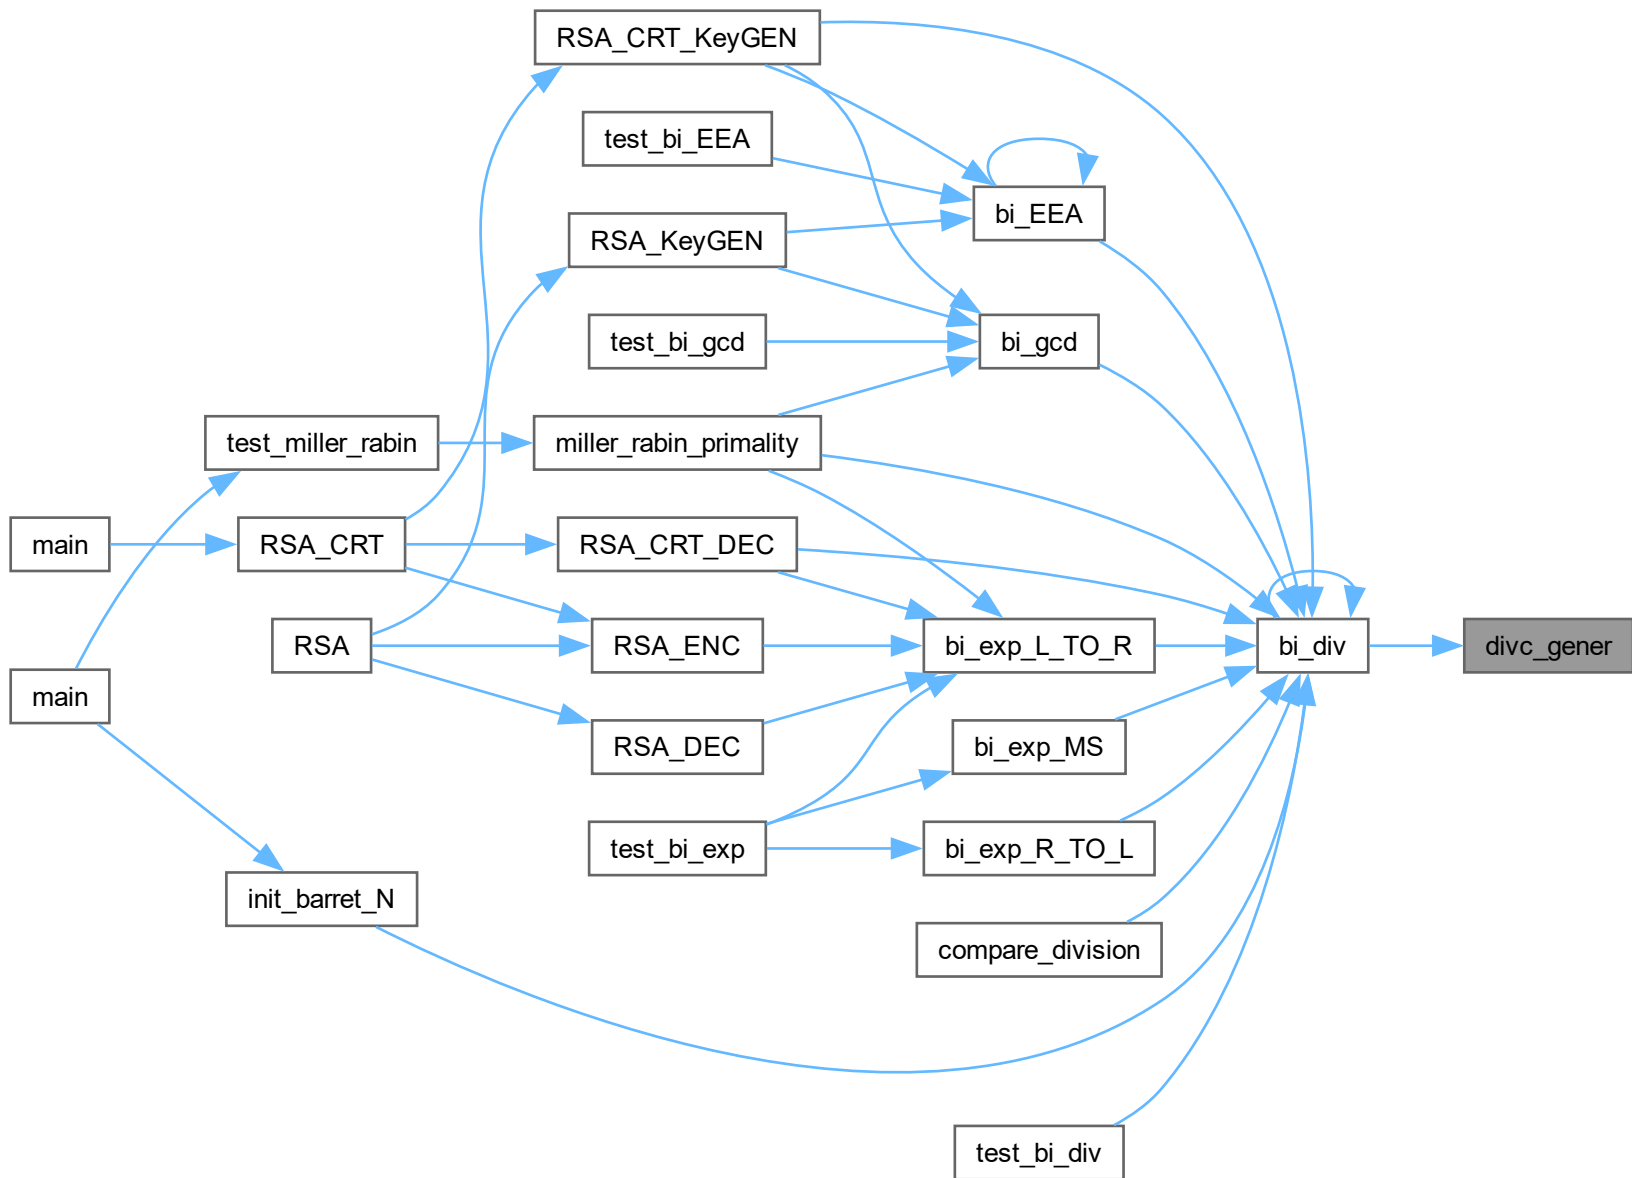 RSA_CRT_KeyGEN
test_bi_EEA
bi_EEA
RSA_KeyGEN
test_bi_gcd
bi_gcd
test_miller_rabin
miller_rabin_primality
main
RSA_CRT
RSA_CRT_DEC
RSA
RSA_ENC
bi_exp_L_TO_R
bi_div
divc_gener
main
RSA_DEC
bi_exp_MS
test_bi_exp
bi_exp_R_TO_L
init_barret_N
compare_division
test_bi_div